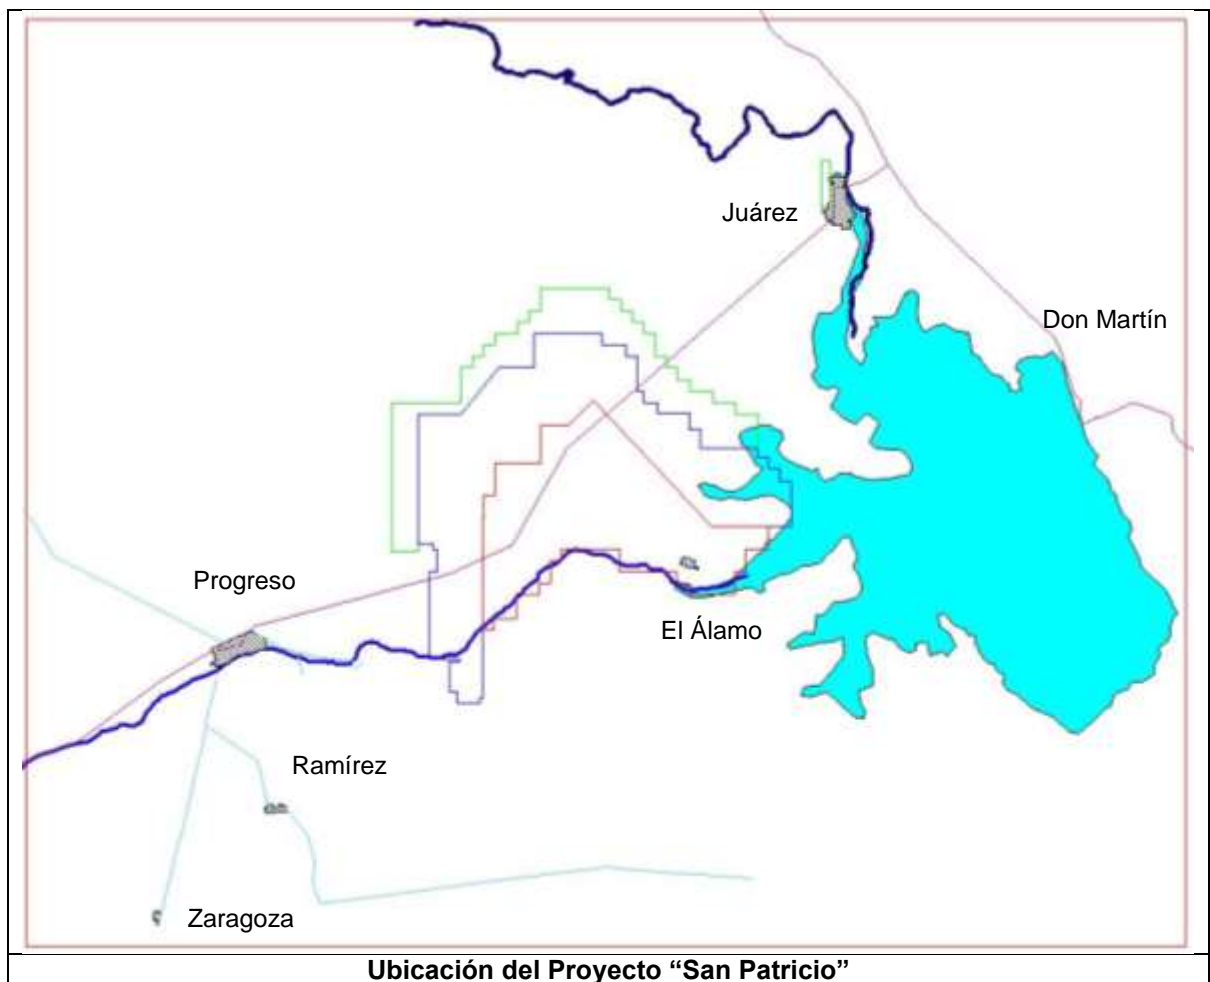 Juárez
Don Martín
Progreso
El Álamo
Ramírez
Zaragoza
Ubicación del Proyecto “San Patricio”